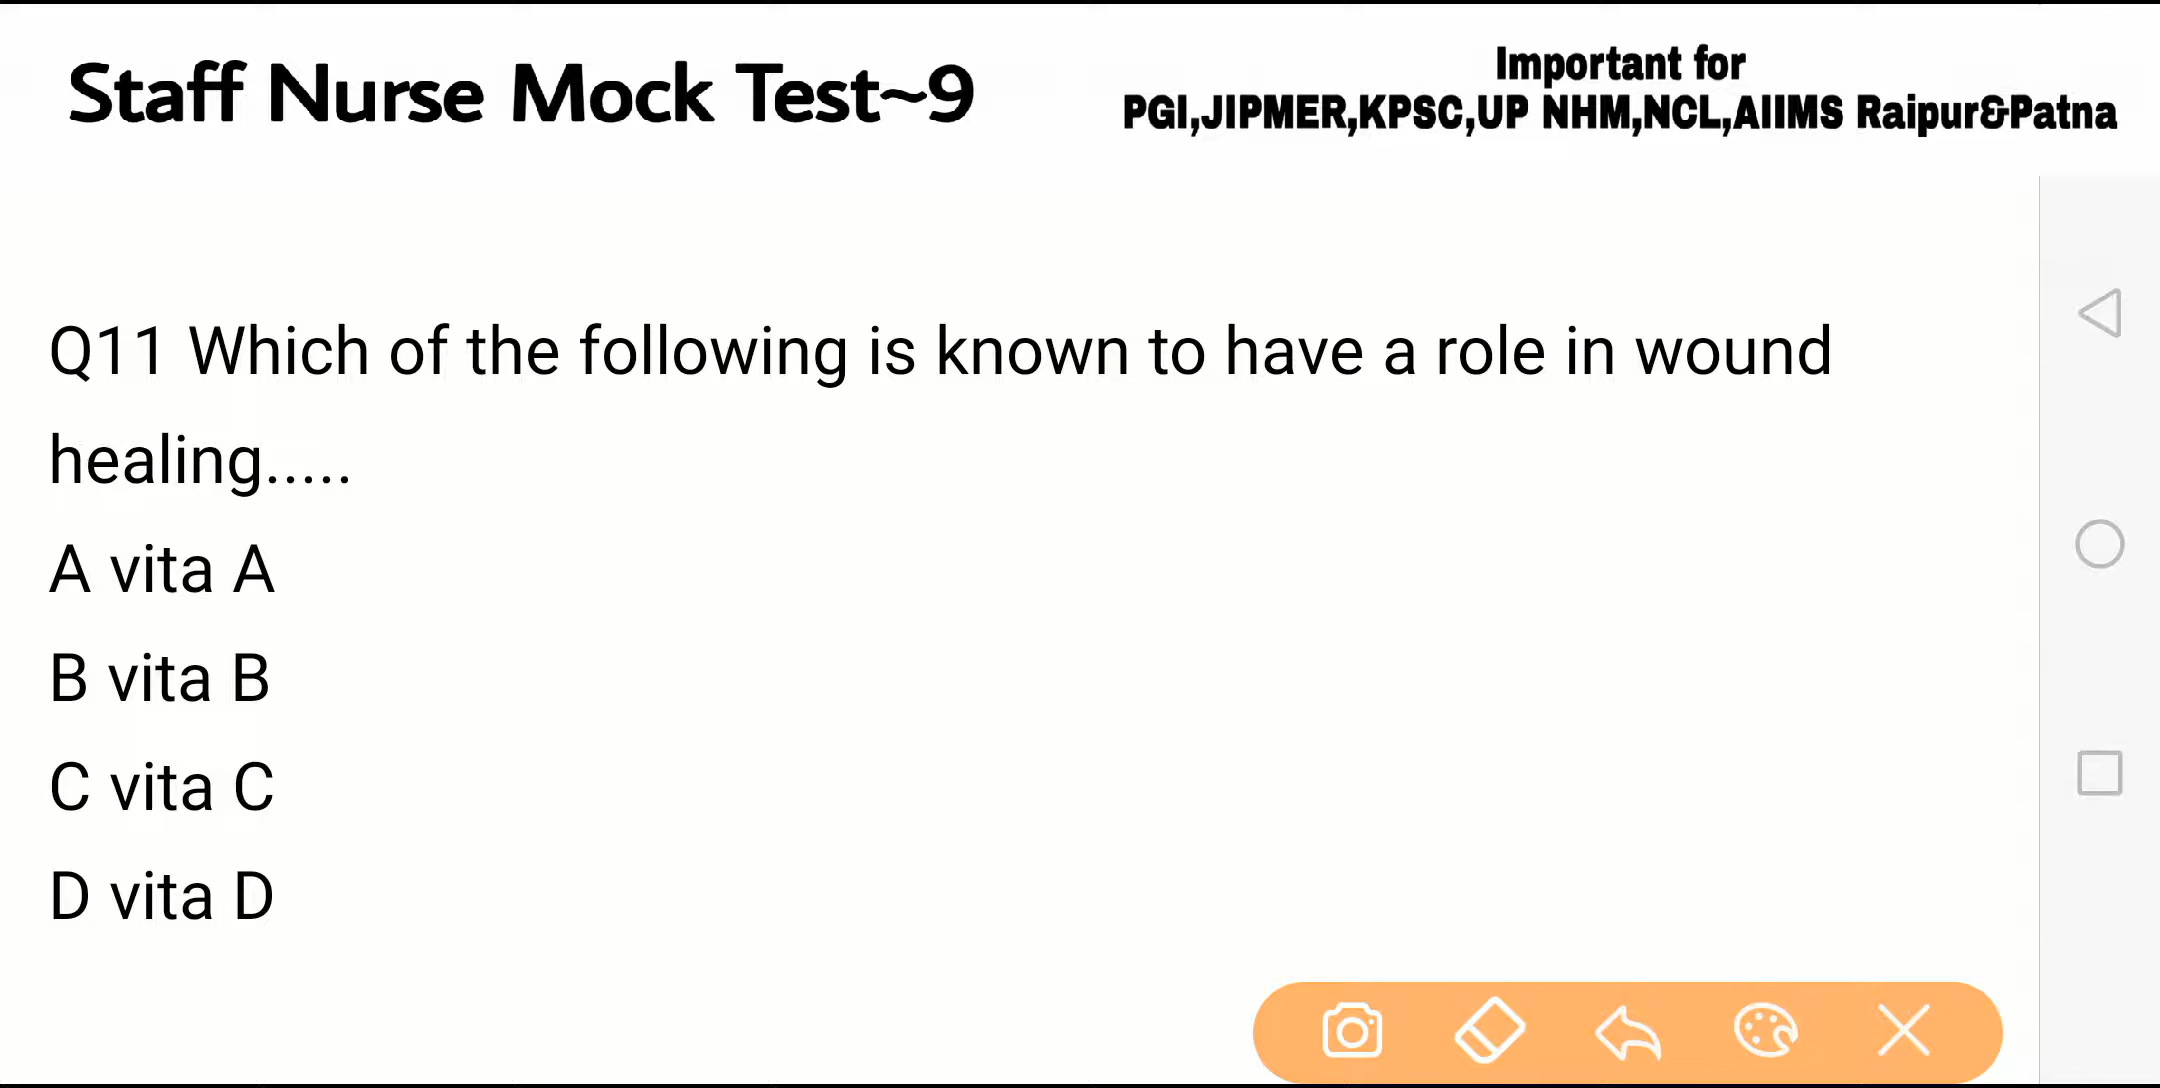 Staff Nurse Mock Test~9
Important for
PGI,JIPMER,KPSC,UP NHM,NCL,AIIMS Raipur&Patna
Q11 Which of the following is known to have a role in wound
healing.....
A vita A
B vita B
C vita C
D vita D